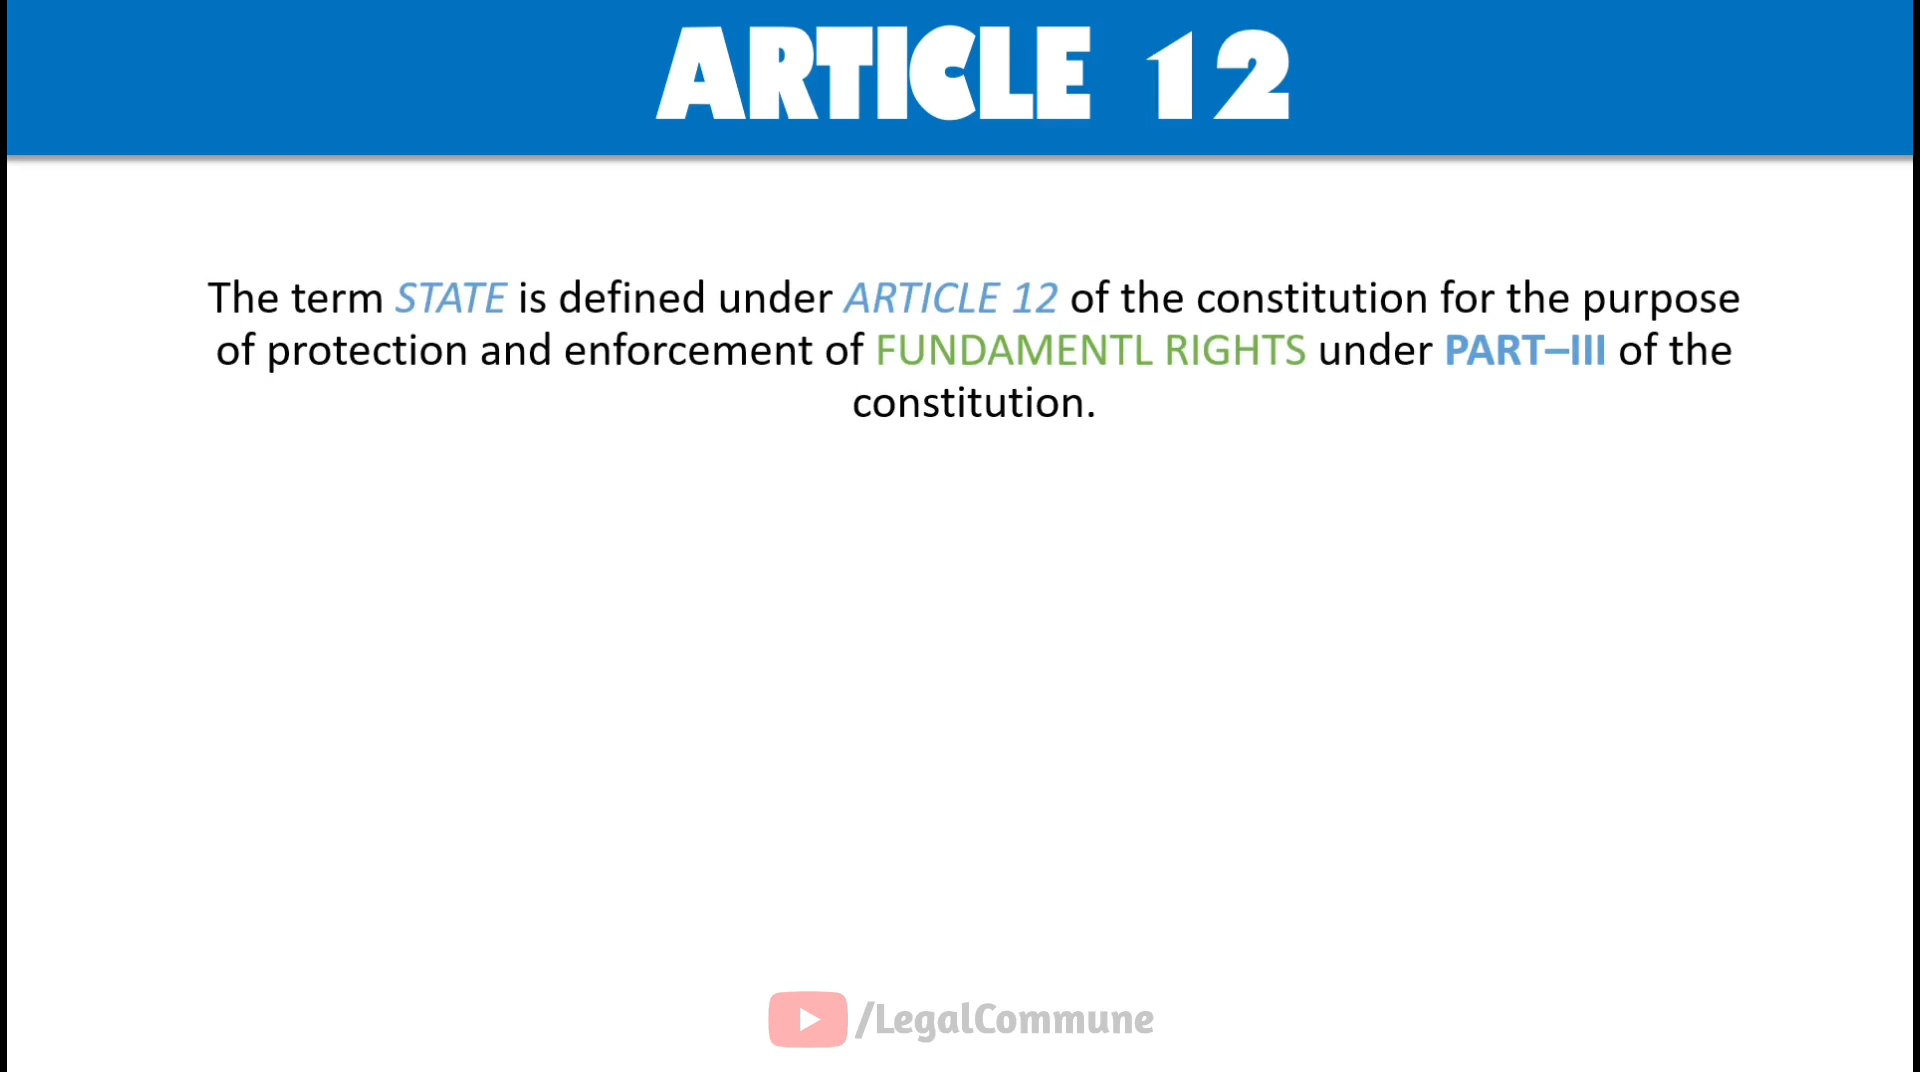 ARTICLE 12
The term STATE is defined under ARTICLE 12 of the constitution for the purpose
of protection and enforcement of FUNDAMENTL RIGHTS under PART–III of the
constitution.
/LegalCommune